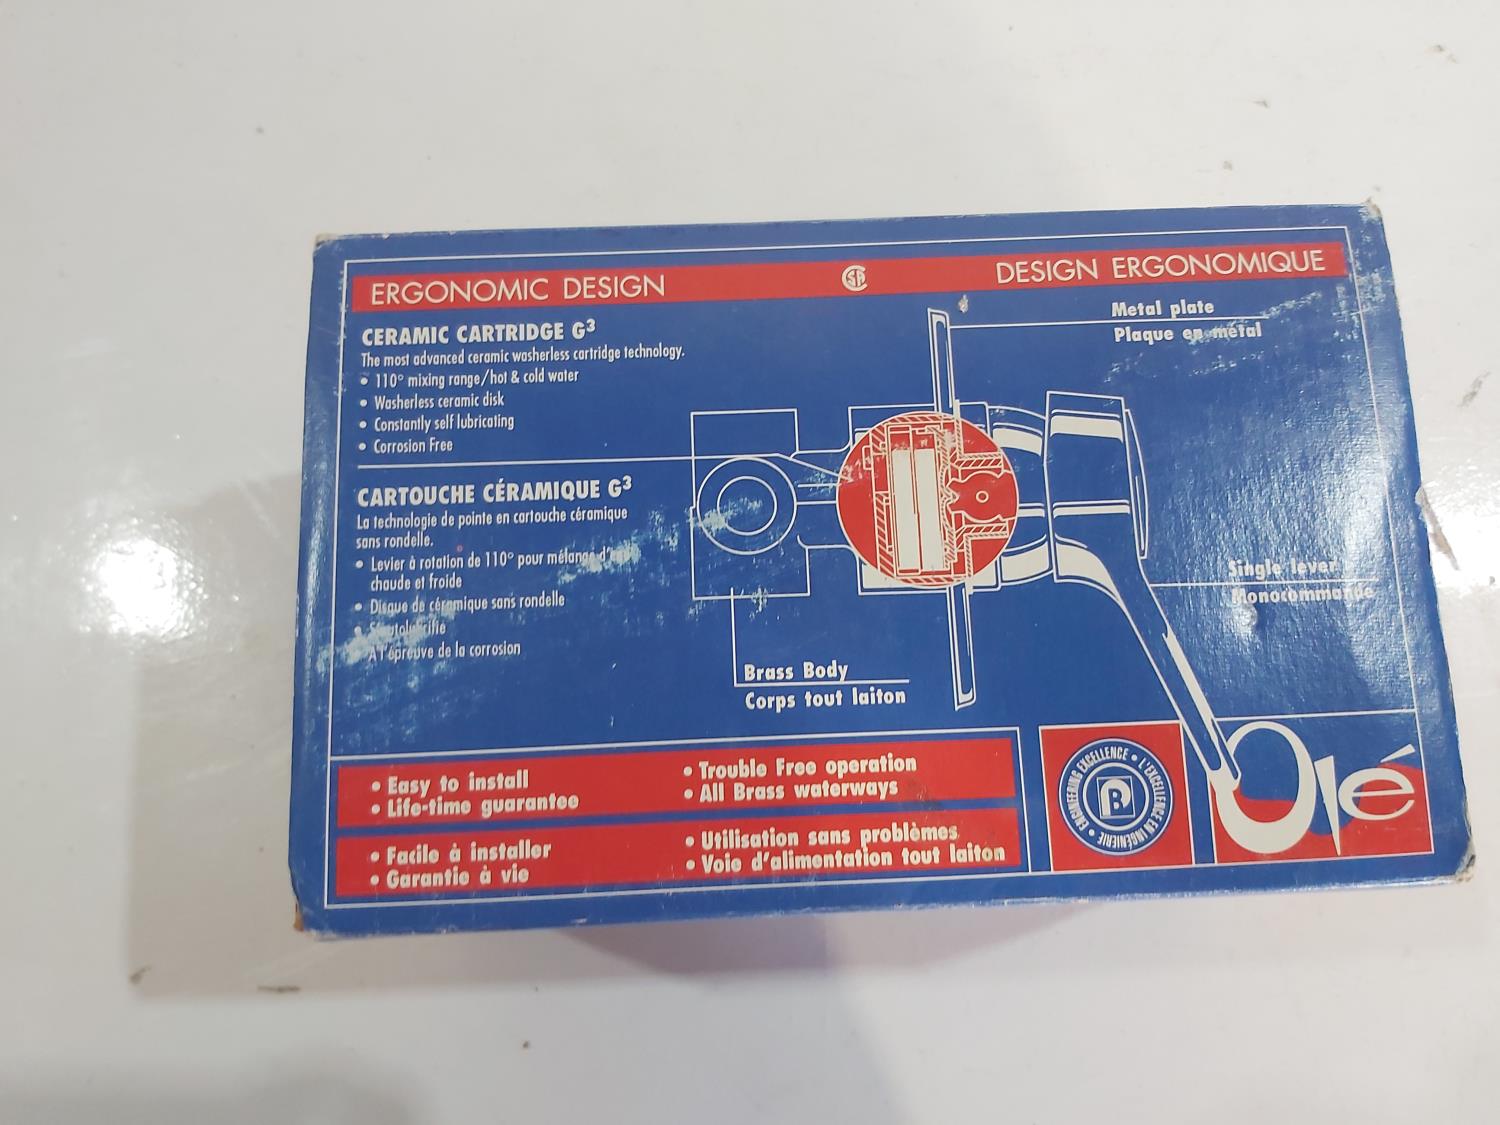 ERGONOMIC DESIGN
DESIGN ERGONOMIQUE
CERAMIC CARTRIDGE G³
The most advanced ceramic washerless cartridge technology.
• 110° mixing range/hot & cold water
• Washerless ceramic disk
• Constantly self lubricating
• Corrosion Free
CARTOUCHE CÉRAMIQUE G³
La technologie de pointe en cartouche céramique
sans rondelle.
• Levier à rotation de 110° pour mélange
chaude et froide
• Disque de céramique sans rondelle
À l'épreuve de la corrosion
Metal plate
Plaque en métal
Single lever
Monocommande
Brass Body
Corps tout laiton
• Easy to install
• Life-time guarantee
• Trouble Free operation
• All Brass waterways
• Facile à installer
• Garantie à vie
• Utilisation sans problèmes
• Voie d'alimentation tout laiton
ENGINEERING EXCELLENCE • L'EXCELLENCE EN INGÉNIERIE •
Olé